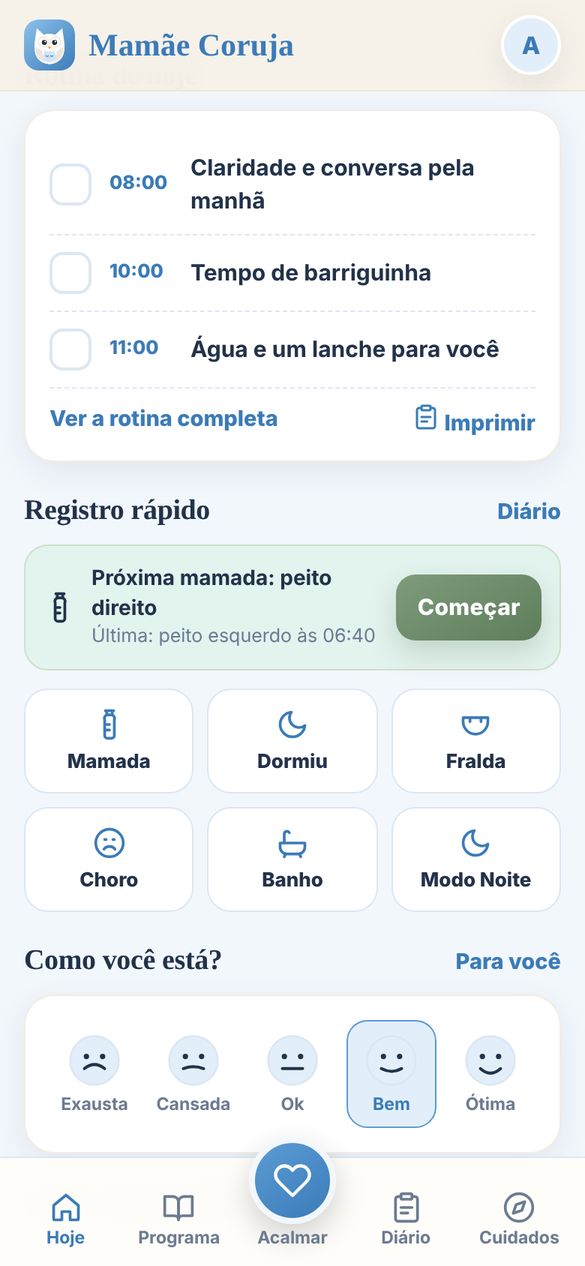 Mamãe Coruja
A
Rotina de hoje
08:00
Claridade e conversa pela
manhã
10:00
Tempo de barriguinha
11:00
Água e um lanche para você
Ver a rotina completa
Imprimir
Registro rápido
Diário
Próxima mamada: peito
direito
Última: peito esquerdo às 06:40
Começar
Mamada
Dormiu
Fralda
Choro
Banho
Modo Noite
Como você está?
Para você
Exausta
Cansada
Ok
Bem
Ótima
Hoje
Programa
Acalmar
Diário
Cuidados